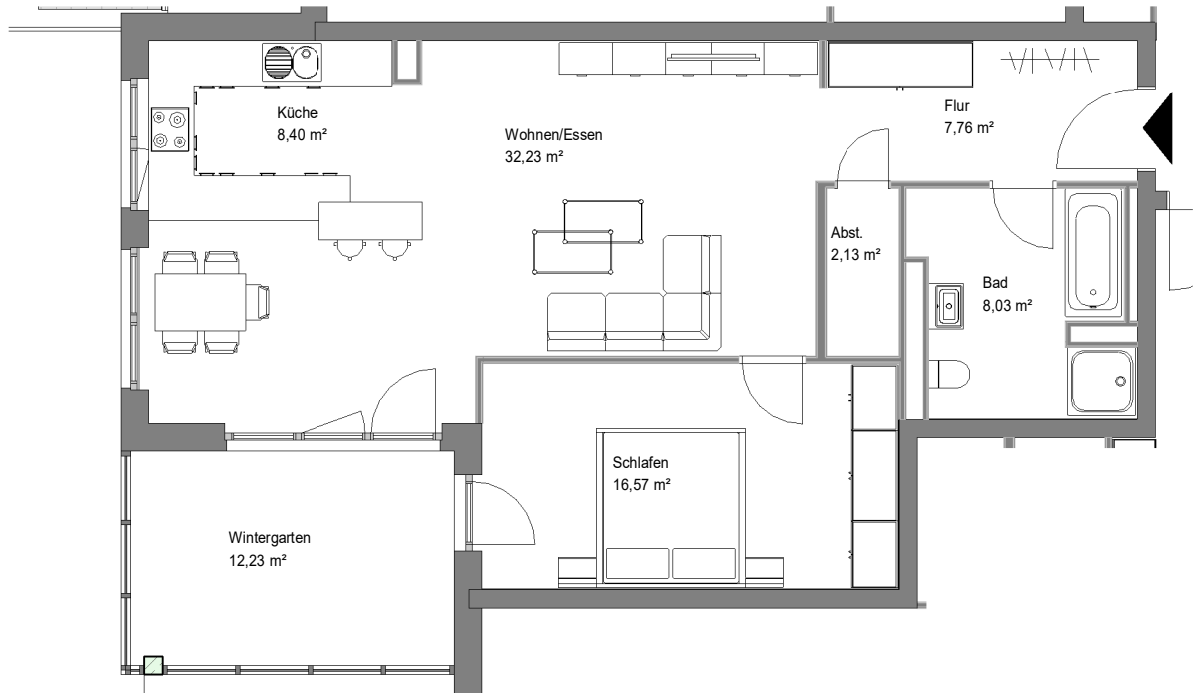 Küche
8,40 m²
Wohnen/Essen
32,23 m²
Flur
7,76 m²
Abst.
2,13 m²
Bad
8,03 m²
Schlafen
16,57 m²
Wintergarten
12,23 m²